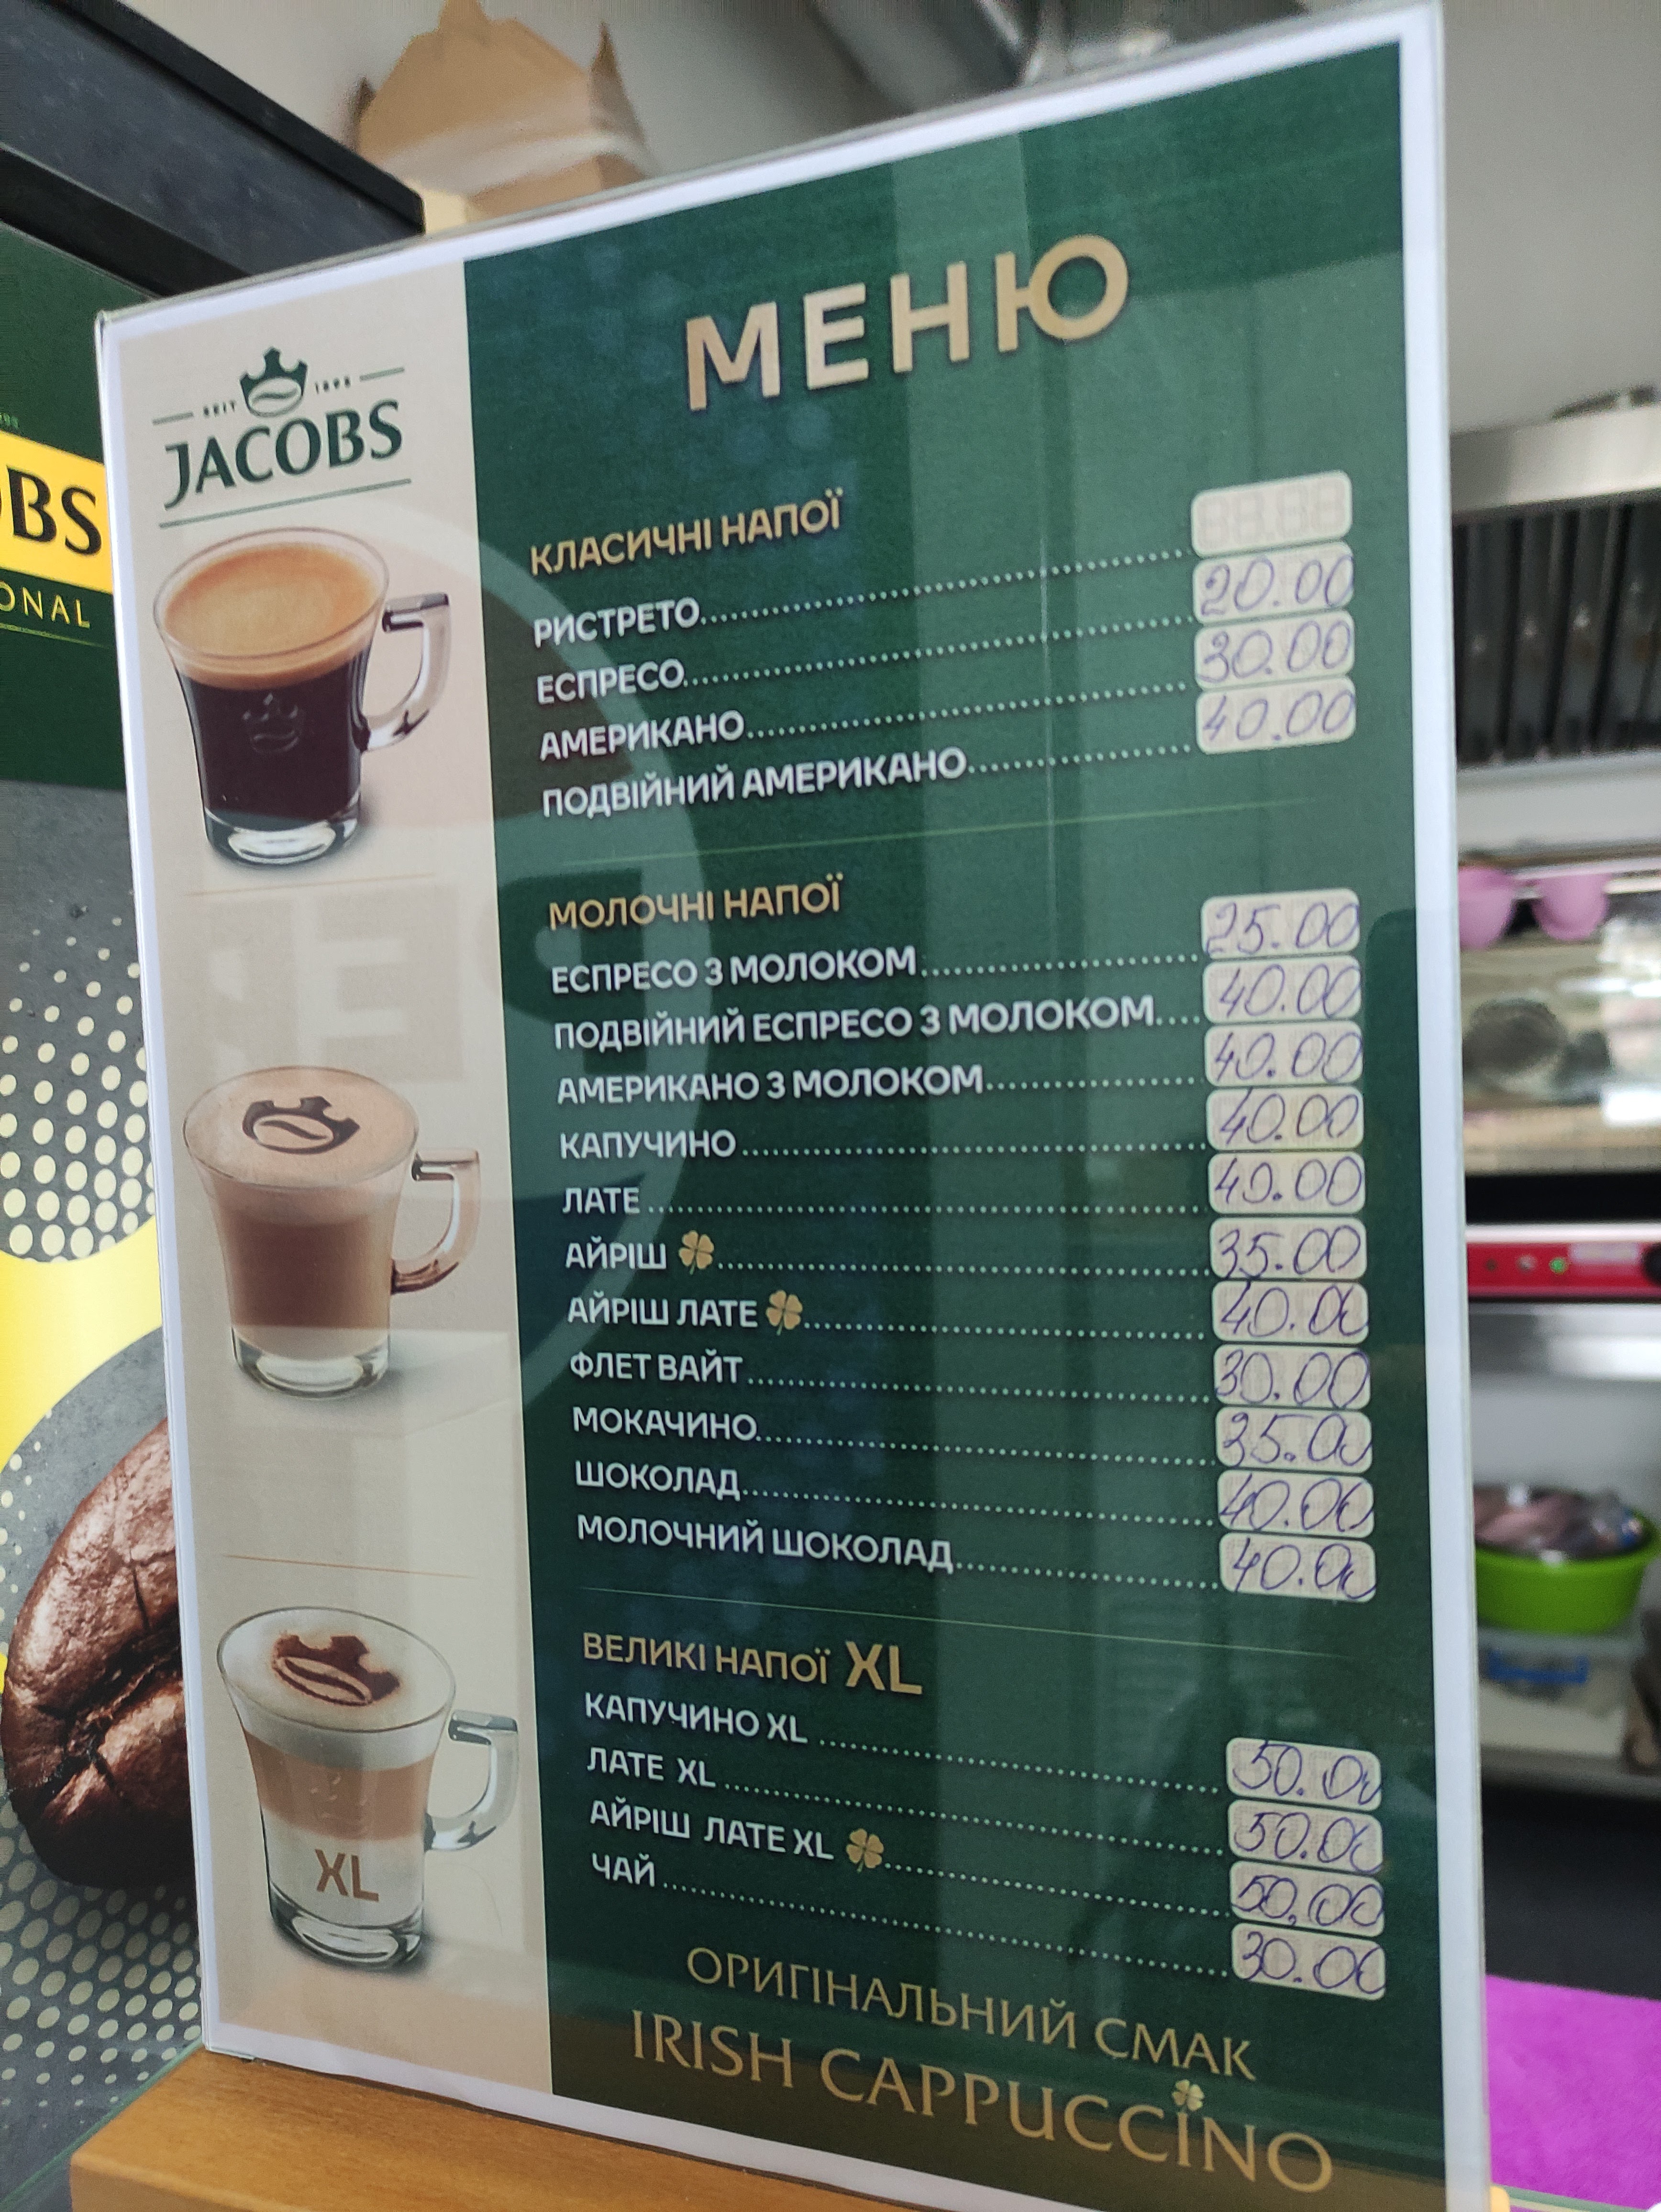 BS
ONAL
SEIT 1895
JACOBS
МЕНЮ
КЛАСИЧНІ НАПОЇ
РИСТРЕТО
ЕСПРЕСО 20.00
АМЕРИКАНО 30.00
ПОДВІЙНИЙ АМЕРИКАНО 40.00
МОЛОЧНІ НАПОЇ
ЕСПРЕСО З МОЛОКОМ 25.00
ПОДВІЙНИЙ ЕСПРЕСО З МОЛОКОМ 40.00
АМЕРИКАНО З МОЛОКОМ 40.00
КАПУЧИНО 40.00
ЛАТЕ 40.00
АЙРІШ 35.00
АЙРІШ ЛАТЕ 40.00
ФЛЕТ ВАЙТ 30.00
МОКАЧИНО 35.00
ШОКОЛАД 40.00
МОЛОЧНИЙ ШОКОЛАД 40.00
ВЕЛИКІ НАПОЇ XL
КАПУЧИНО XL 50.00
ЛАТЕ XL 50.00
АЙРІШ ЛАТЕ XL 50,00
ЧАЙ 30.00
XL
ОРИГІНАЛЬНИЙ СМАК
IRISH CAPPUCCINO